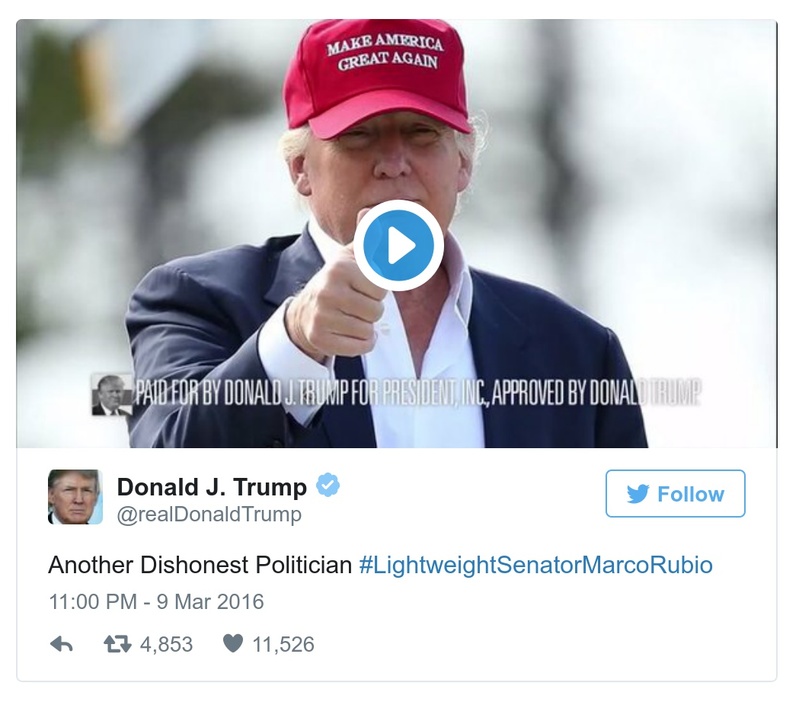 MAKE AMERICA
GREAT AGAIN
PAID FOR BY DONALD J. TRUMP FOR PRESIDENT, INC., APPROVED BY DONALD TRUMP
Donald J. Trump
@realDonaldTrump
Follow
Another Dishonest Politician #LightweightSenatorMarcoRubio
11:00 PM - 9 Mar 2016
4,853 11,526